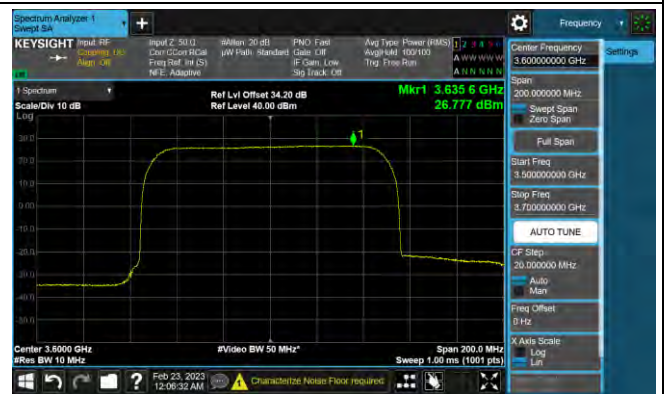 Spectrum Analyzer 1
Swept SA
+
Frequency
KEYSIGHT Input: RF
Coupling: DC
Align: Off
Input Z: 50 Ω
Corr CCorr RCal
Freq Ref: Int (S)
NFE: Adaptive
#Atten: 20 dB
µW Path: Standard
PNO: Fast
Gate: Off
IF Gain: Low
Sig Track: Off
Avg Type: Power (RMS)
Avg|Hold: 100/100
Trig: Free Run
1 2 3 4 5 6
A W W W W W
A N N N N N
1 Spectrum
Scale/Div 10 dB
Log
Ref Lvl Offset 34.20 dB
Ref Level 40.00 dBm
Mkr1 3.635 6 GHz
26.777 dBm
1
30.0
20.0
10.0
0.00
-10.0
-20.0
-30.0
-40.0
-50.0
Center 3.6000 GHz
#Res BW 10 MHz
#Video BW 50 MHz*
Span 200.0 MHz
Sweep 1.00 ms (1001 pts)
Feb 23, 2023
12:06:32 AM
Characterize Noise Floor required
Center Frequency
3.600000000 GHz
Settings
Span
200.000000 MHz
Swept Span
Zero Span
Full Span
Start Freq
3.500000000 GHz
Stop Freq
3.700000000 GHz
AUTO TUNE
CF Step
20.000000 MHz
Auto
Man
Freq Offset
0 Hz
X Axis Scale
Log
Lin